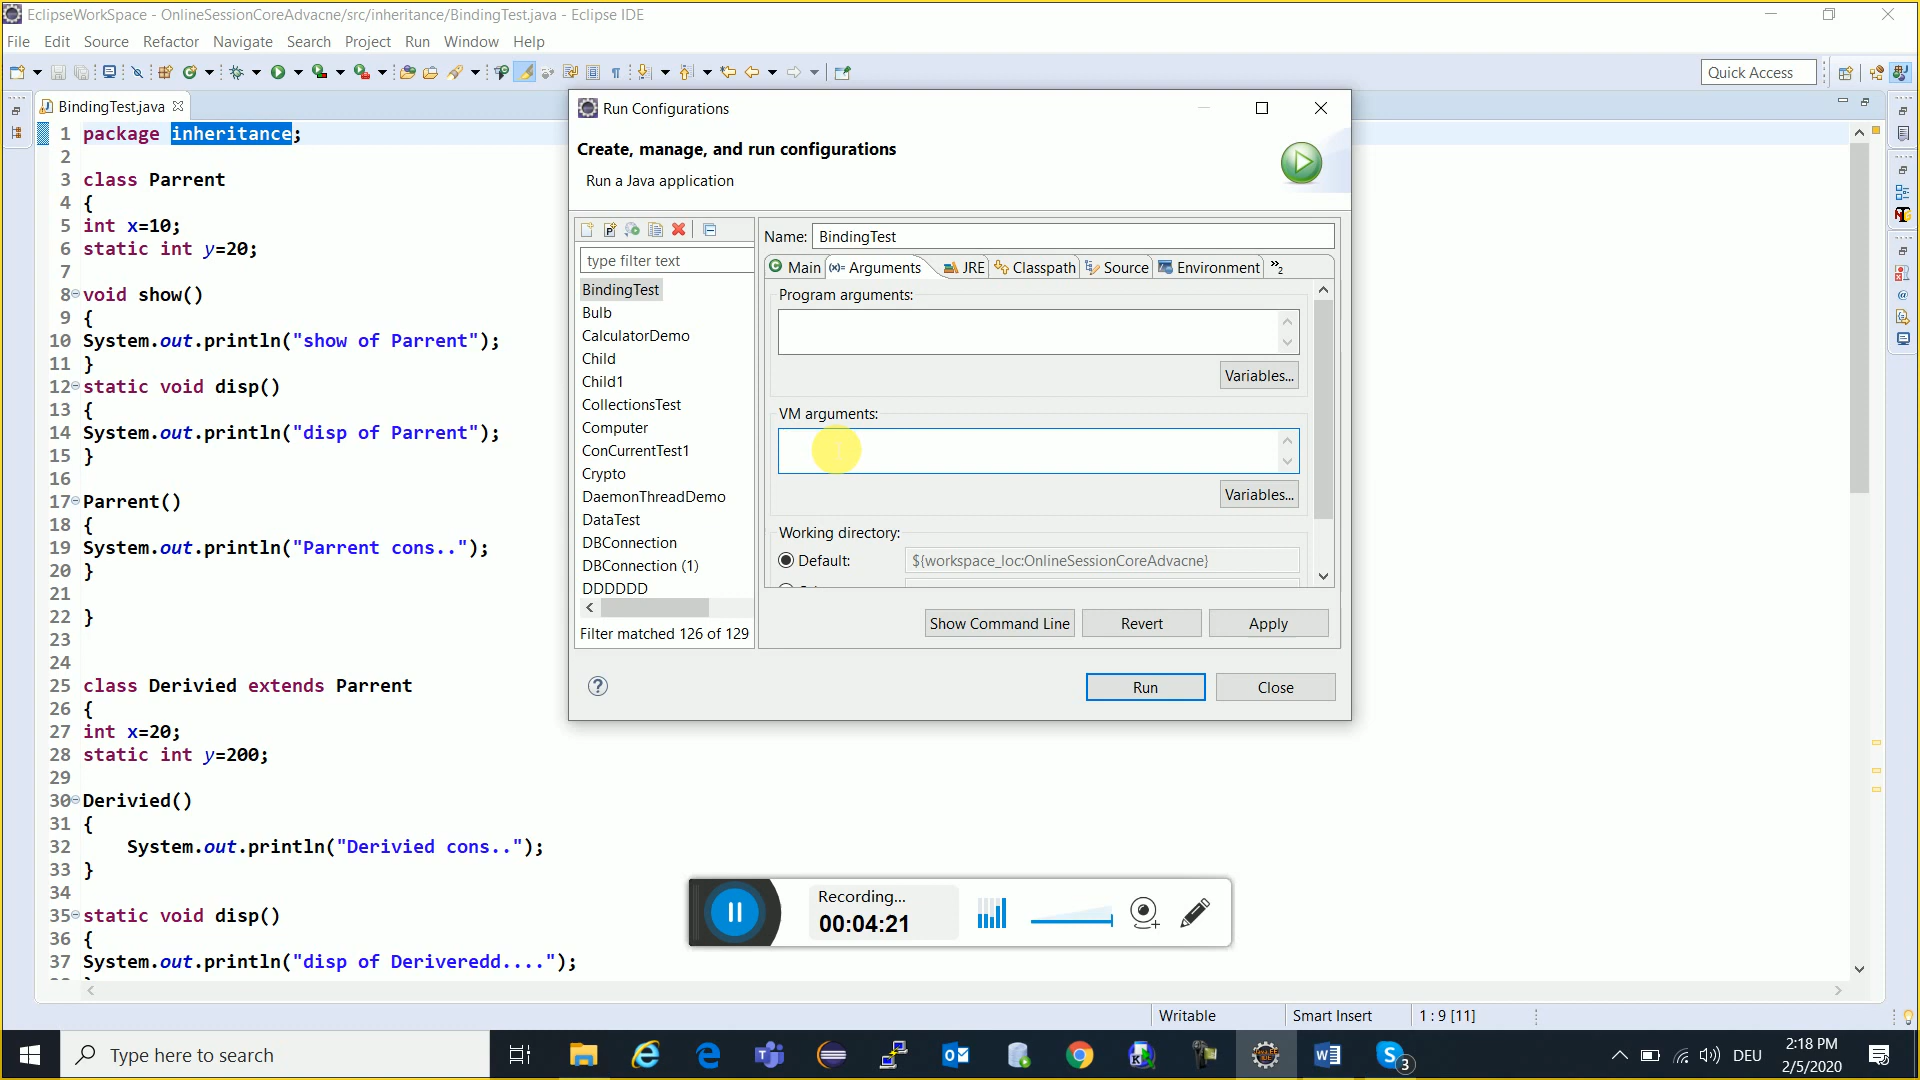 EclipseWorkSpace - OnlineSessionCoreAdvacne/src/inheritance/BindingTest.java - Eclipse IDE
File Edit Source Refactor Navigate Search Project Run Window Help
Quick Access
BindingTest.java
1 package inheritance;
2
3 class Parrent
4 {
5 int x=10;
6 static int y=20;
7
8 void show()
9 {
10 System.out.println("show of Parrent");
11 }
12 static void disp()
13 {
14 System.out.println("disp of Parrent");
15 }
16
17 Parrent()
18 {
19 System.out.println("Parrent cons..");
20 }
21
22 }
23
24
25 class Derivied extends Parrent
26 {
27 int x=20;
28 static int y=200;
29
30 Derivied()
31 {
32 System.out.println("Derivied cons..");
33 }
34
35 static void disp()
36 {
37 System.out.println("disp of Deriveredd....");
Run Configurations
Create, manage, and run configurations
Run a Java application
type filter text
BindingTest
Bulb
CalculatorDemo
Child
Child1
CollectionsTest
Computer
ConCurrentTest1
Crypto
DaemonThreadDemo
DataTest
DBConnection
DBConnection (1)
DDDDDD
Filter matched 126 of 129
Name: BindingTest
Main (x)= Arguments JRE Classpath Source Environment »2
Program arguments:
Variables...
VM arguments:
Variables...
Working directory:
Default: ${workspace_loc:OnlineSessionCoreAdvacne}
Show Command Line Revert Apply
Run Close
Recording...
00:04:21
Writable Smart Insert 1 : 9 [11]
Type here to search
3
DEU
2:18 PM
2/5/2020